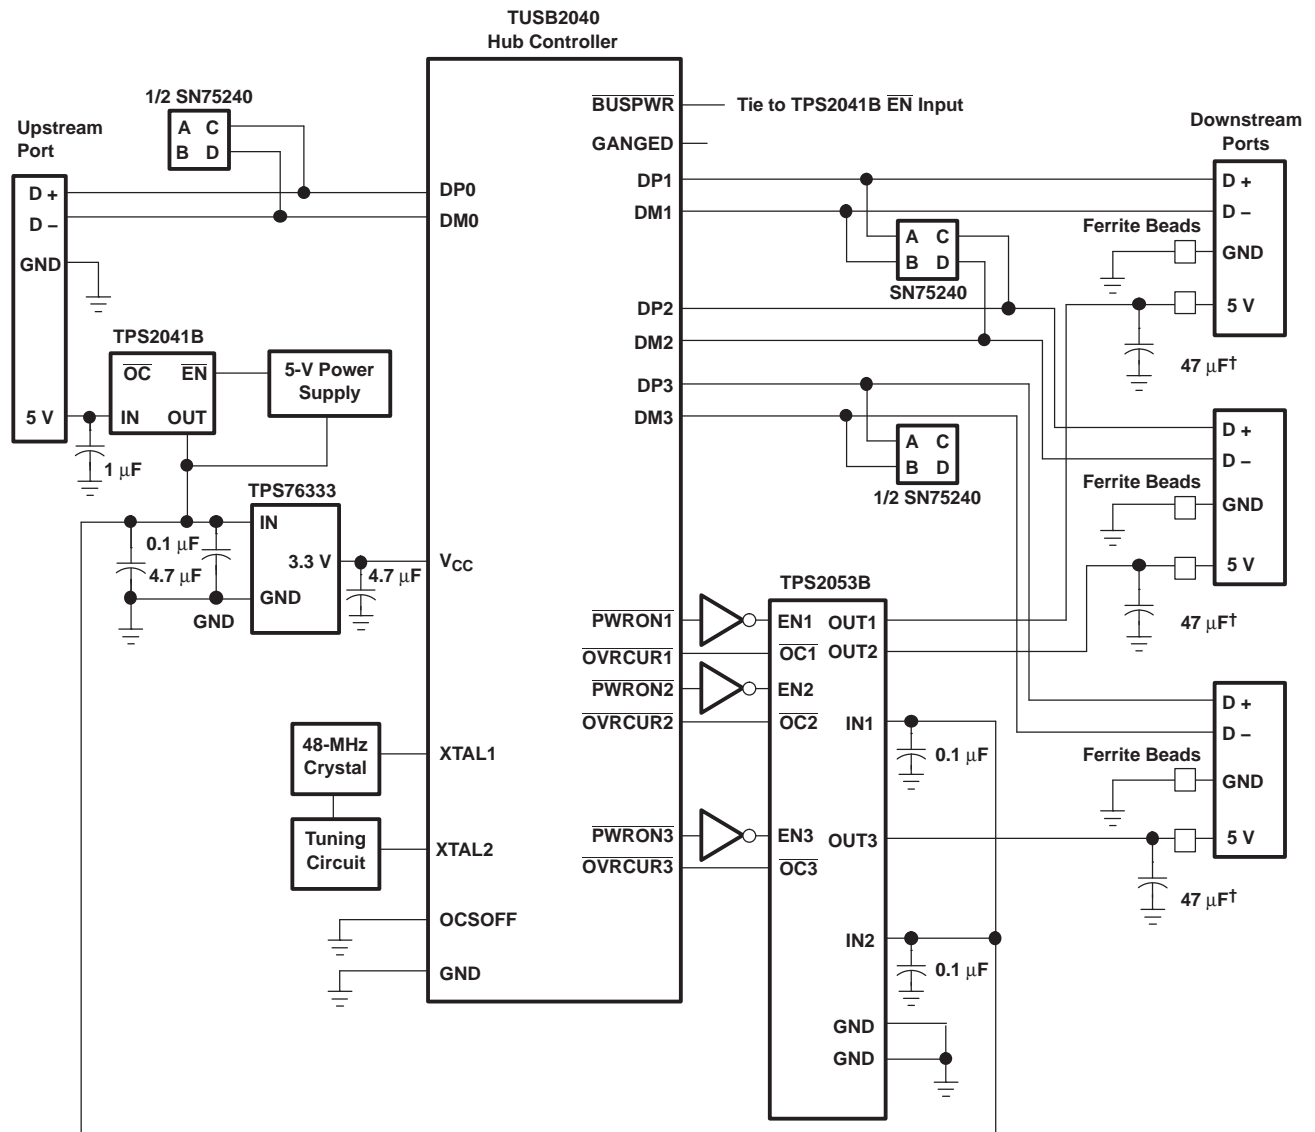 TUSB2040
Hub Controller
1/2 SN75240
A C
B D
Upstream
Port
D +
D −
GND
5 V
DP0
DM0
BUSPWR
Tie to TPS2041B EN Input
GANGED
DP1
DM1
DP2
DM2
DP3
DM3
Downstream
Ports
D +
D −
Ferrite Beads
GND
5 V
47 µF†
A C
B D
SN75240
A C
B D
1/2 SN75240
TPS2041B
OC EN
IN OUT
5-V Power
Supply
1 µF
TPS76333
IN
3.3 V
GND
0.1 µF
4.7 µF
GND
4.7 µF
VCC
D +
D −
Ferrite Beads
GND
5 V
47 µF†
TPS2053B
PWRON1
EN1
OUT1
OVRCUR1
OC1
OUT2
PWRON2
EN2
OVRCUR2
OC2
IN1
0.1 µF
PWRON3
EN3
OUT3
OVRCUR3
OC3
IN2
0.1 µF
GND
GND
48-MHz
Crystal
XTAL1
Tuning
Circuit
XTAL2
OCSOFF
GND
D +
D −
Ferrite Beads
GND
5 V
47 µF†